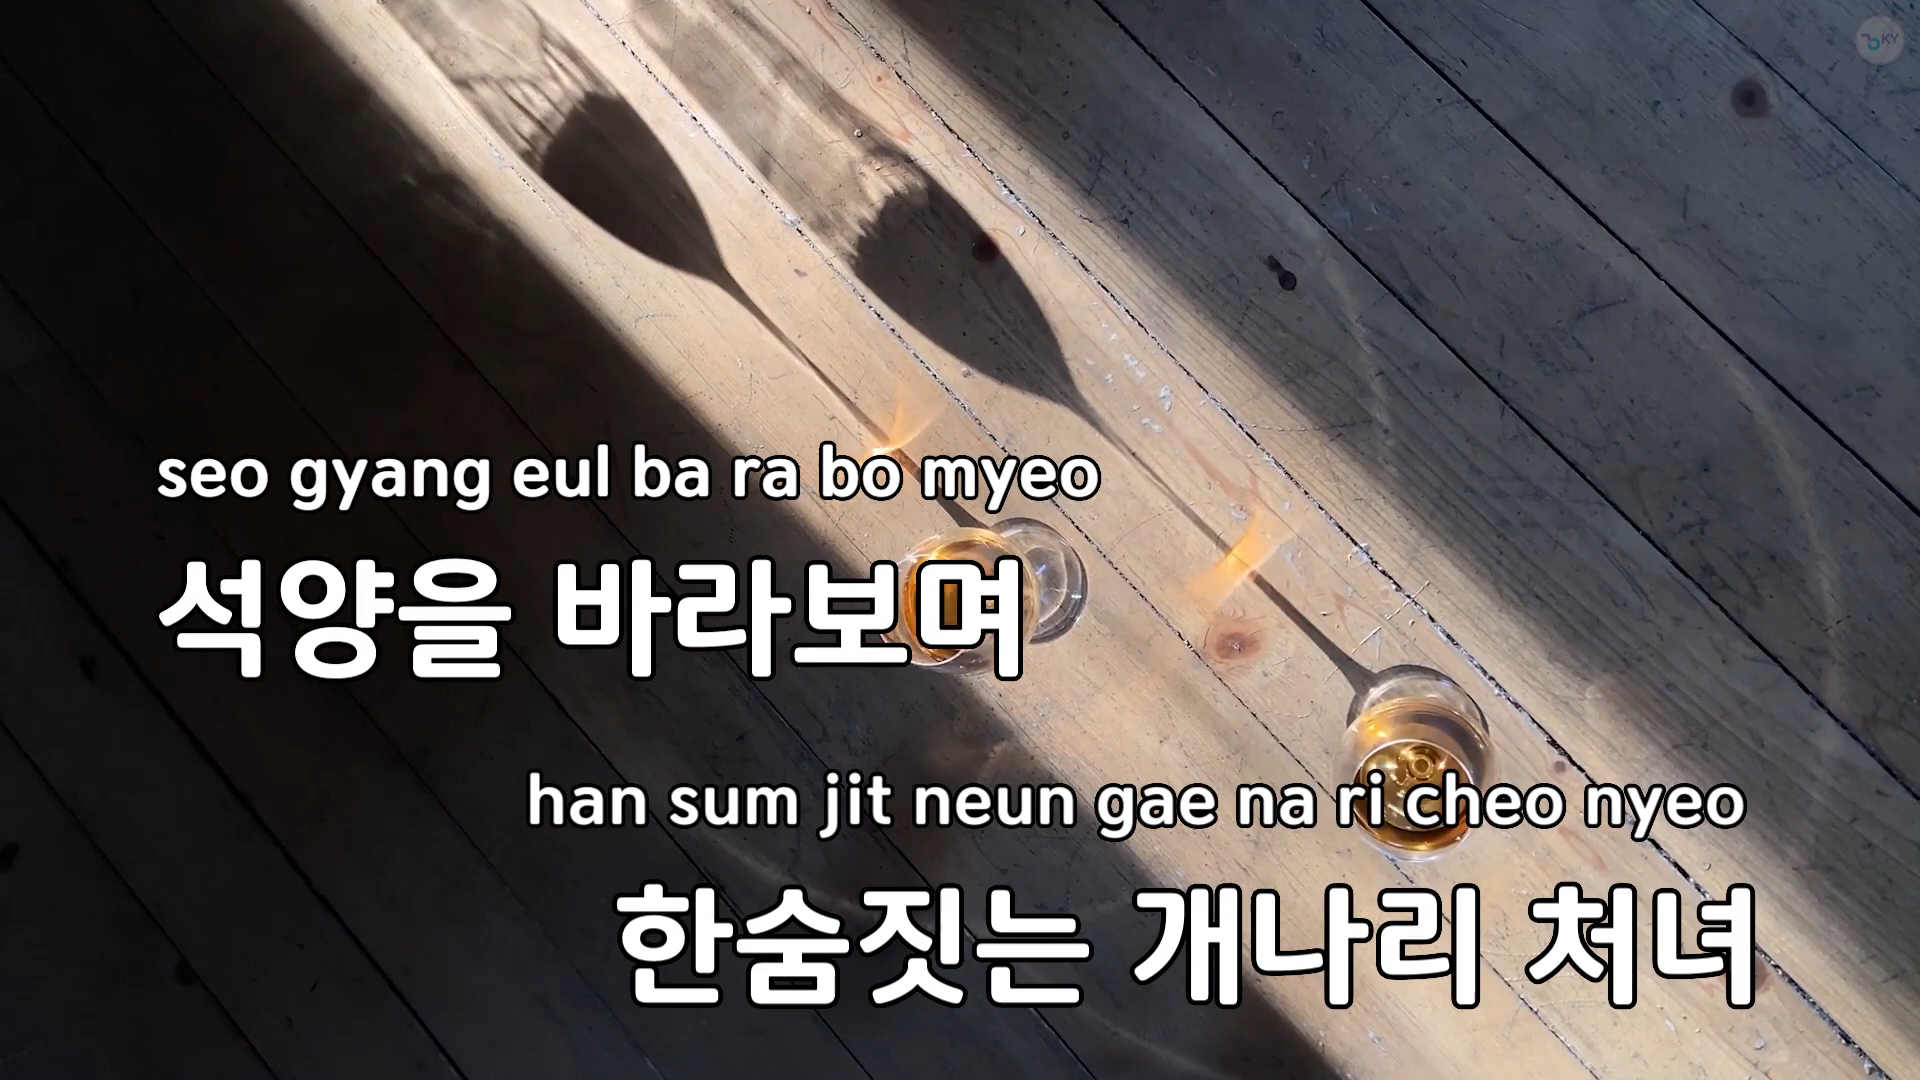 KY
seo gyang eul ba ra bo myeo
석양을 바라보며
han sum jit neun gae na ri cheo nyeo
한숨짓는 개나리 처녀